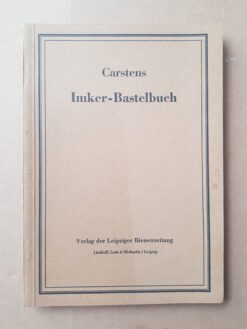 Carstens
Imker-Bastelbuch
Verlag der Leipziger Bienenzeitung
Liedloff, Loth & Michaelis / Leipzig